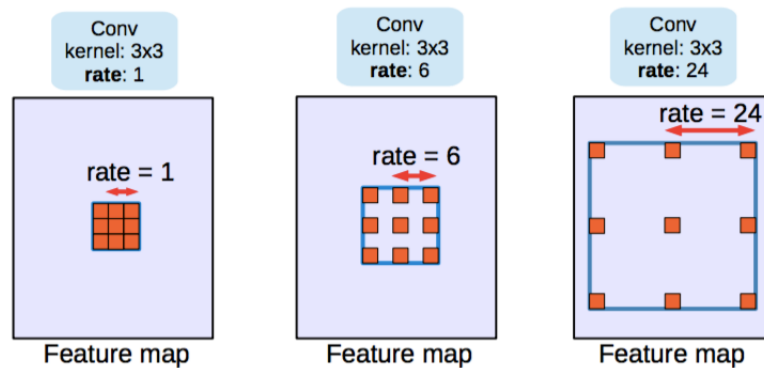 Conv
kernel: 3x3
rate: 1
rate = 1
Feature map
Conv
kernel: 3x3
rate: 6
rate = 6
Feature map
Conv
kernel: 3x3
rate: 24
rate = 24
Feature map